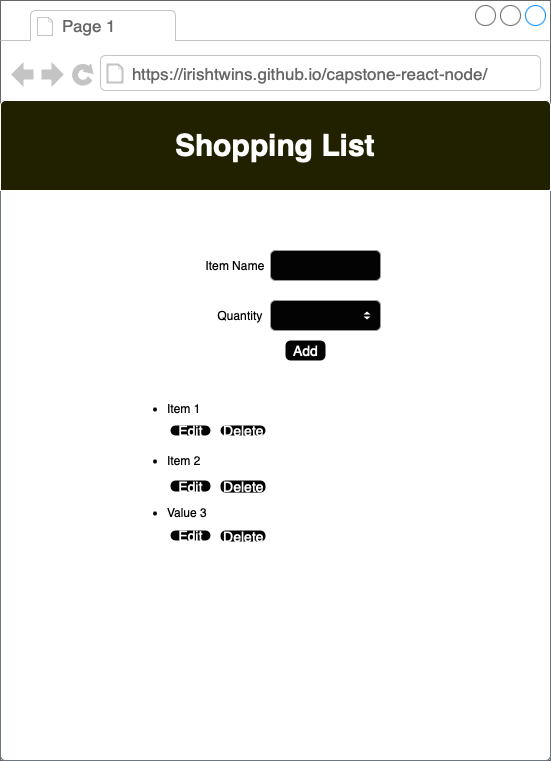 Page 1
https://irishtwins.github.io/capstone-react-node/
Shopping List
Item Name
Quantity
Add
Item 1
Edit Delete
Item 2
Edit Delete
Value 3
Edit Delete